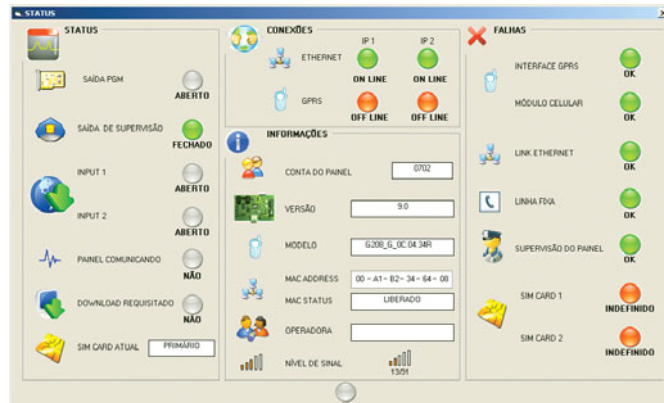 STATUS
STATUS
SAÍDA PGM
ABERTO
SAÍDA DE SUPERVISÃO
FECHADO
INPUT 1
ABERTO
INPUT 2
ABERTO
PAINEL COMUNICANDO
NÃO
DOWNLOAD REQUISITADO
NÃO
SIM CARD ATUAL PRIMÁRIO
CONEXÕES
IP 1 IP 2
ETHERNET
ON LINE ON LINE
GPRS
OFF LINE OFF LINE
INFORMAÇÕES
CONTA DO PAINEL 0702
VERSÃO 9.0
MODELO G208_G_0C.04.34R
MAC ADDRESS 00 - A1 - B2 - 34 - 64 - 08
MAC STATUS LIBERADO
OPERADORA
NÍVEL DE SINAL
13/31
FALHAS
INTERFACE GPRS
OK
MÓDULO CELULAR
OK
LINK ETHERNET
OK
LINHA FIXA
OK
SUPERVISÃO DO PAINEL
OK
SIM CARD 1
INDEFINIDO
SIM CARD 2
INDEFINIDO